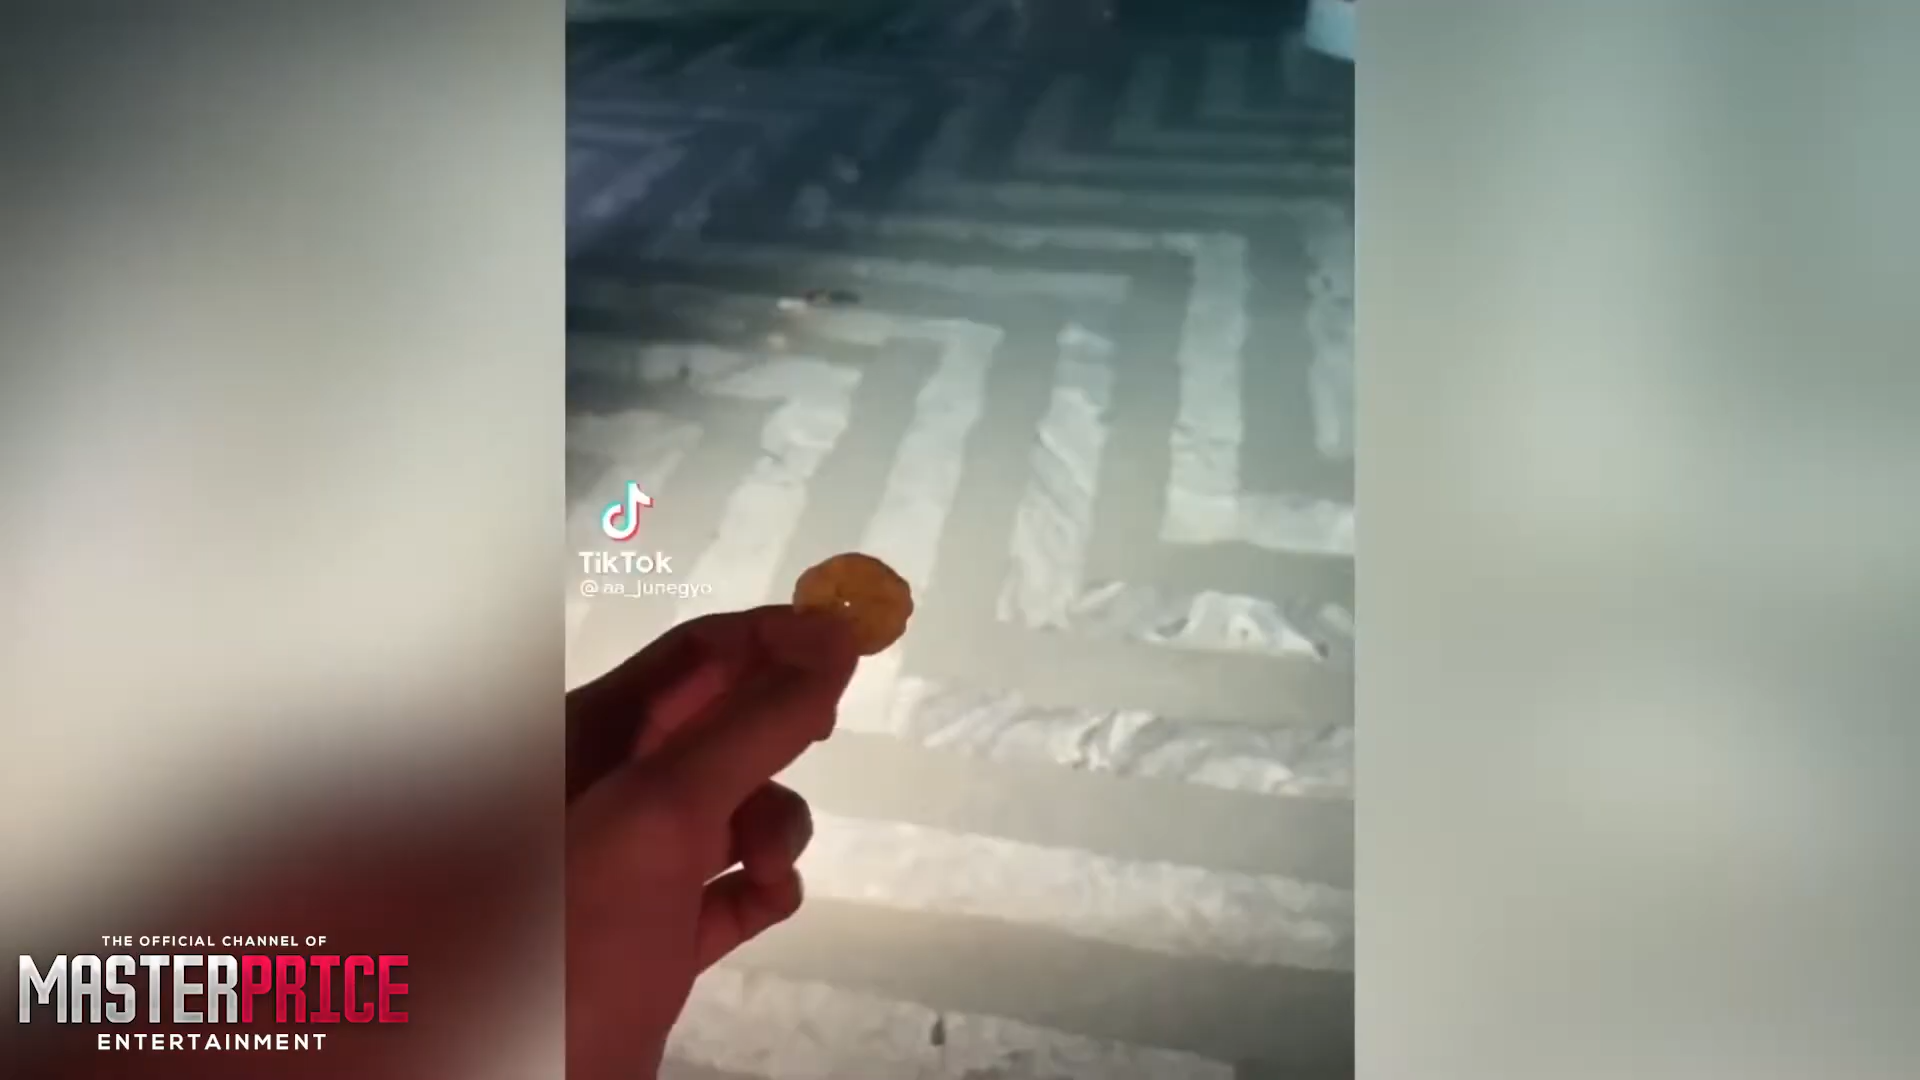 TikTok
@aa_junegyo
THE OFFICIAL CHANNEL OF
MASTERPRICE
ENTERTAINMENT